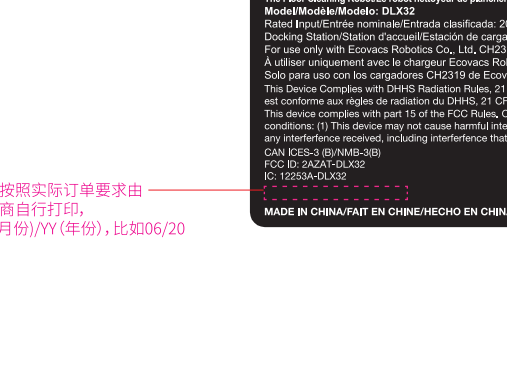 Model/Modèle/Modelo: DLX32
Rated Input/Entrée nominale/Entrada clasificada: 20
Docking Station/Station d'accueil/Estación de carga
For use only with Ecovacs Robotics Co., Ltd, CH23
À utiliser uniquement avec le chargeur Ecovacs Rob
Solo para uso con los cargadores CH2319 de Ecov
This Device Complies with DHHS Radiation Rules, 21
est conforme aux règles de radiation du DHHS, 21 CF
This device complies with part 15 of the FCC Rules. O
conditions: (1) This device may not cause harmful inte
any interference received, including interference that
CAN ICES-3 (B)/NMB-3(B)
FCC ID: 2AZAT-DLX32
IC: 12253A-DLX32
按照实际订单要求由
商自行打印,
月份)/YY(年份),比如06/20
MADE IN CHINA/FAIT EN CHINE/HECHO EN CHINA